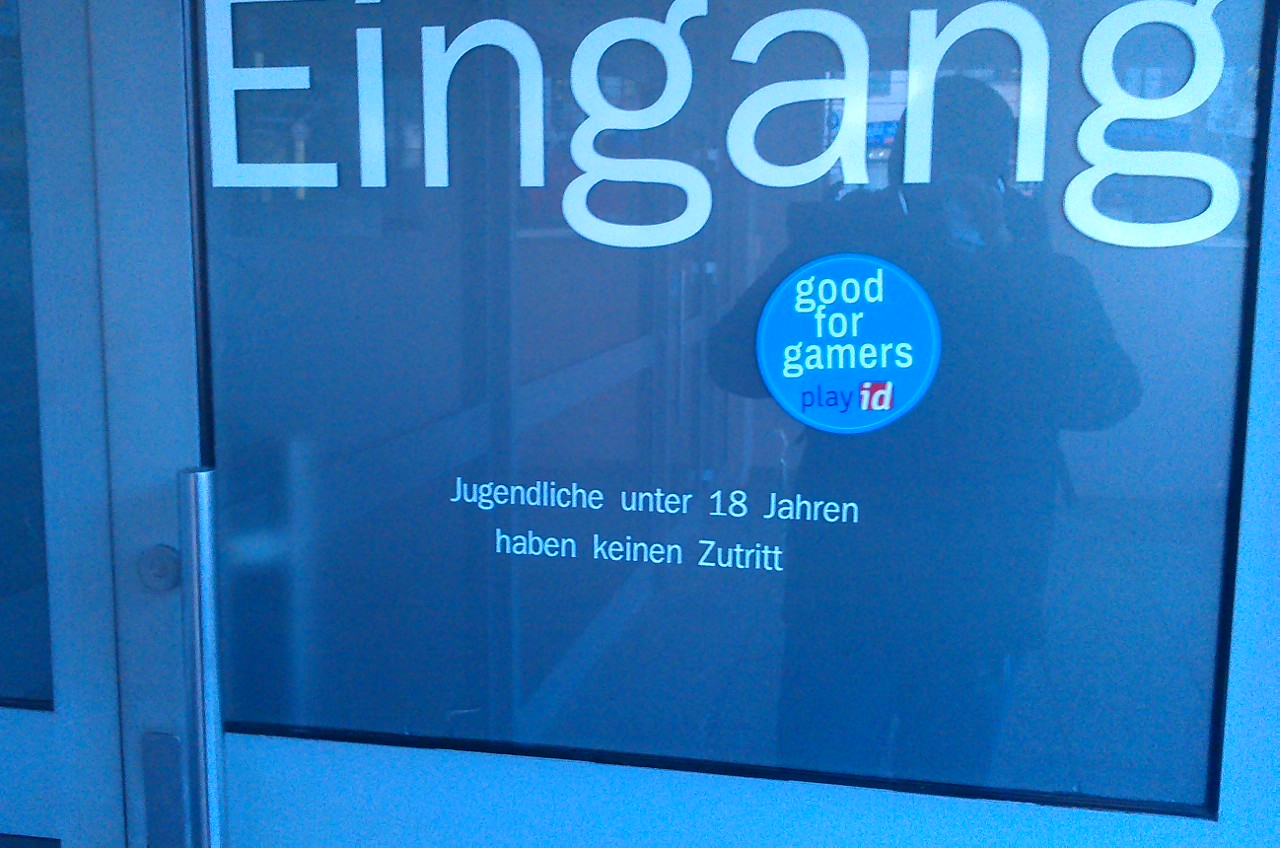 Eingang
good
for
gamers
play id
Jugendliche unter 18 Jahren
haben keinen Zutritt